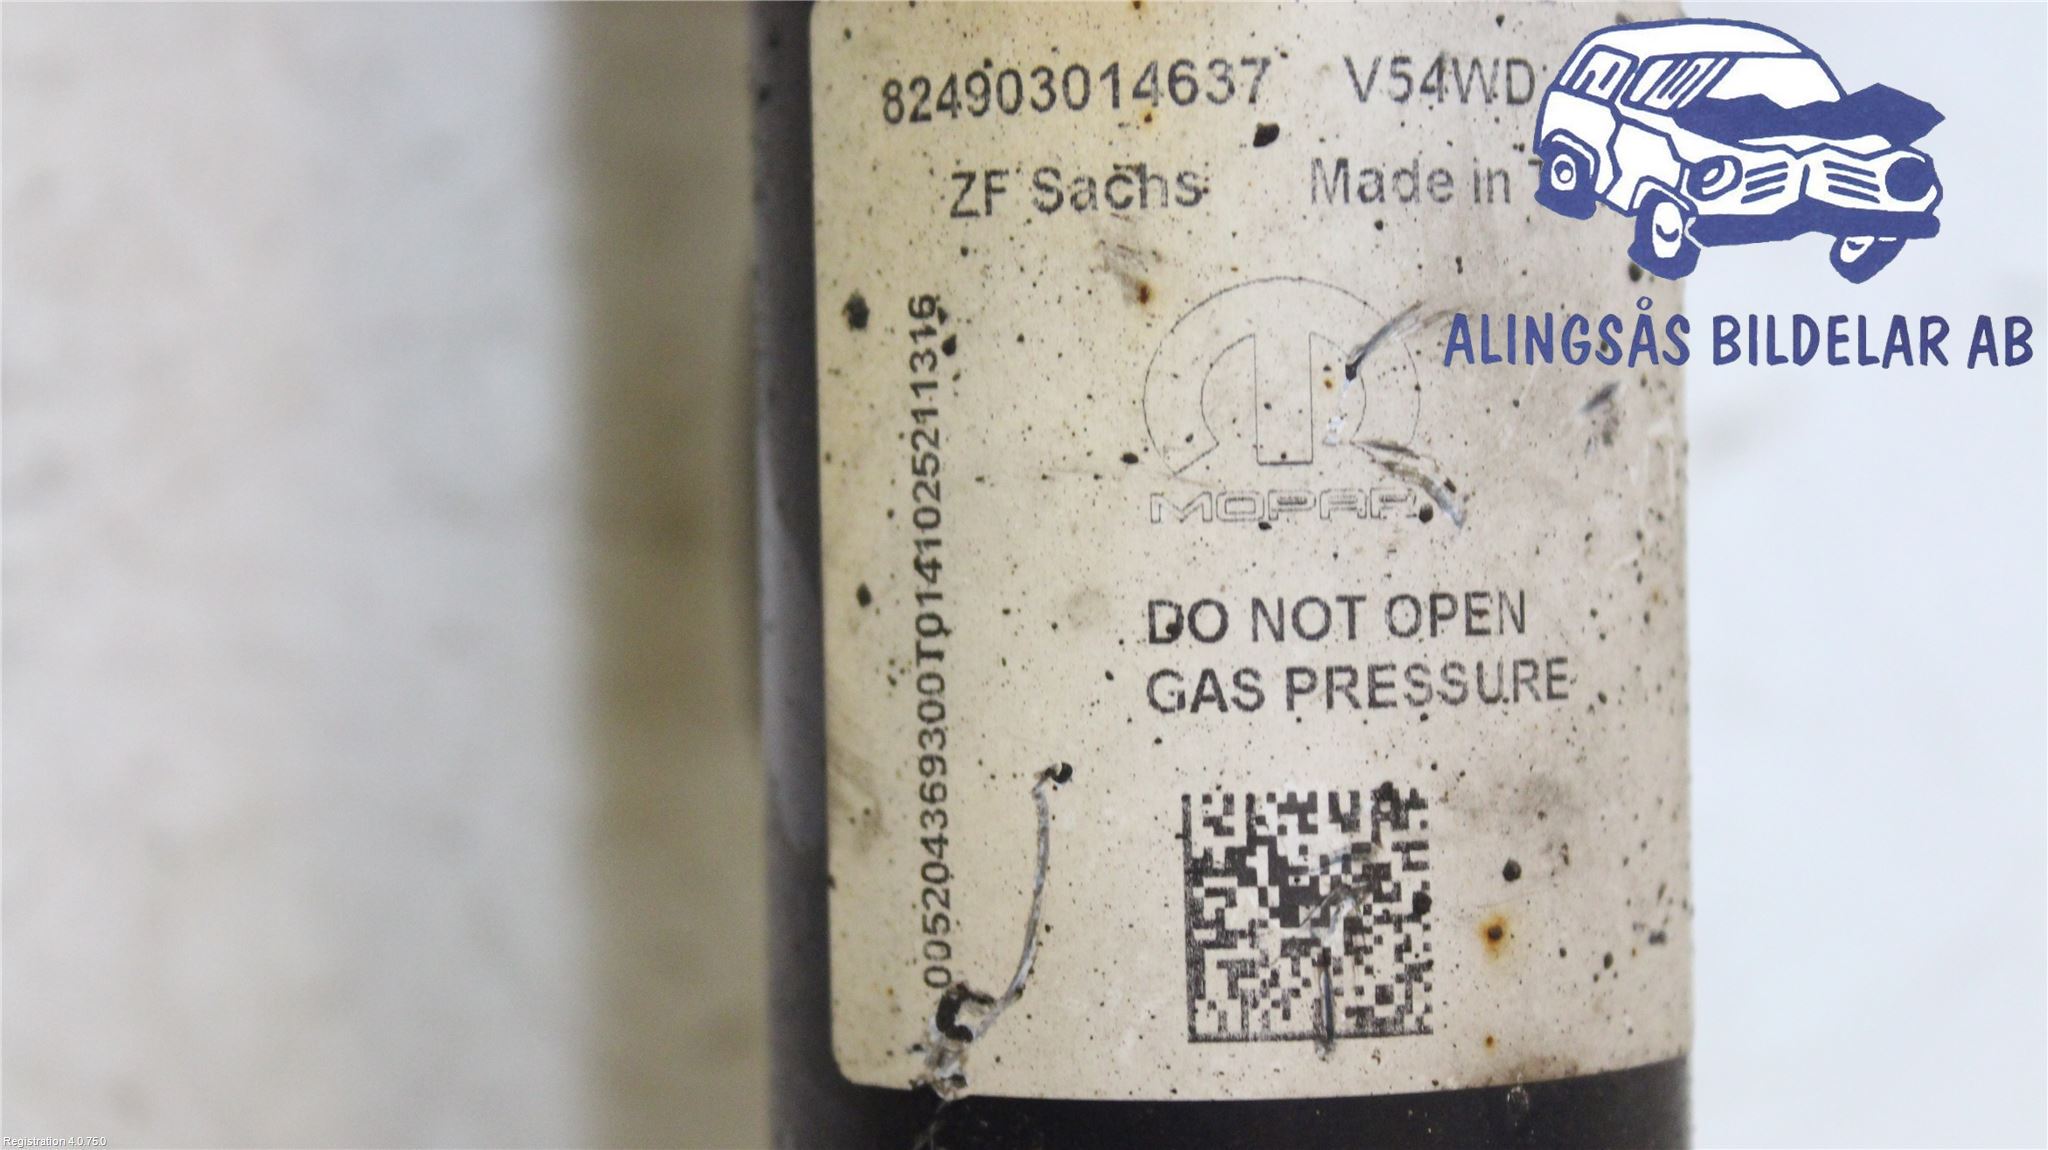 824903014637 V54WD
ZF Sachs Made in
ALINGSÅS BILDELAR AB
MOPAR
00520436969300T0141025211316
DO NOT OPEN
GAS PRESSURE
Registration 4.0.75.0